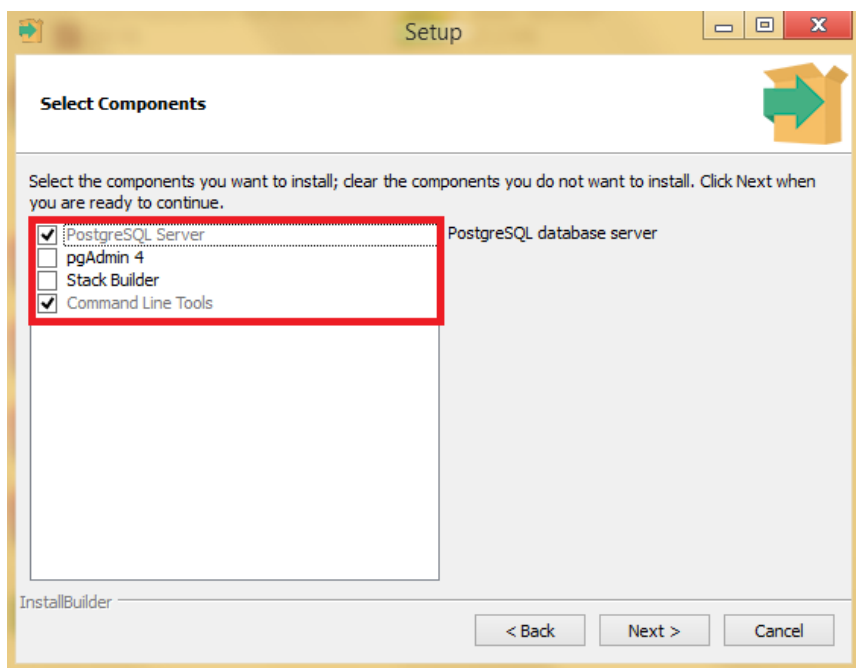 Setup
Select Components
Select the components you want to install; clear the components you do not want to install. Click Next when
you are ready to continue.
PostgreSQL Server
pgAdmin 4
Stack Builder
Command Line Tools
PostgreSQL database server
InstallBuilder
< Back
Next >
Cancel